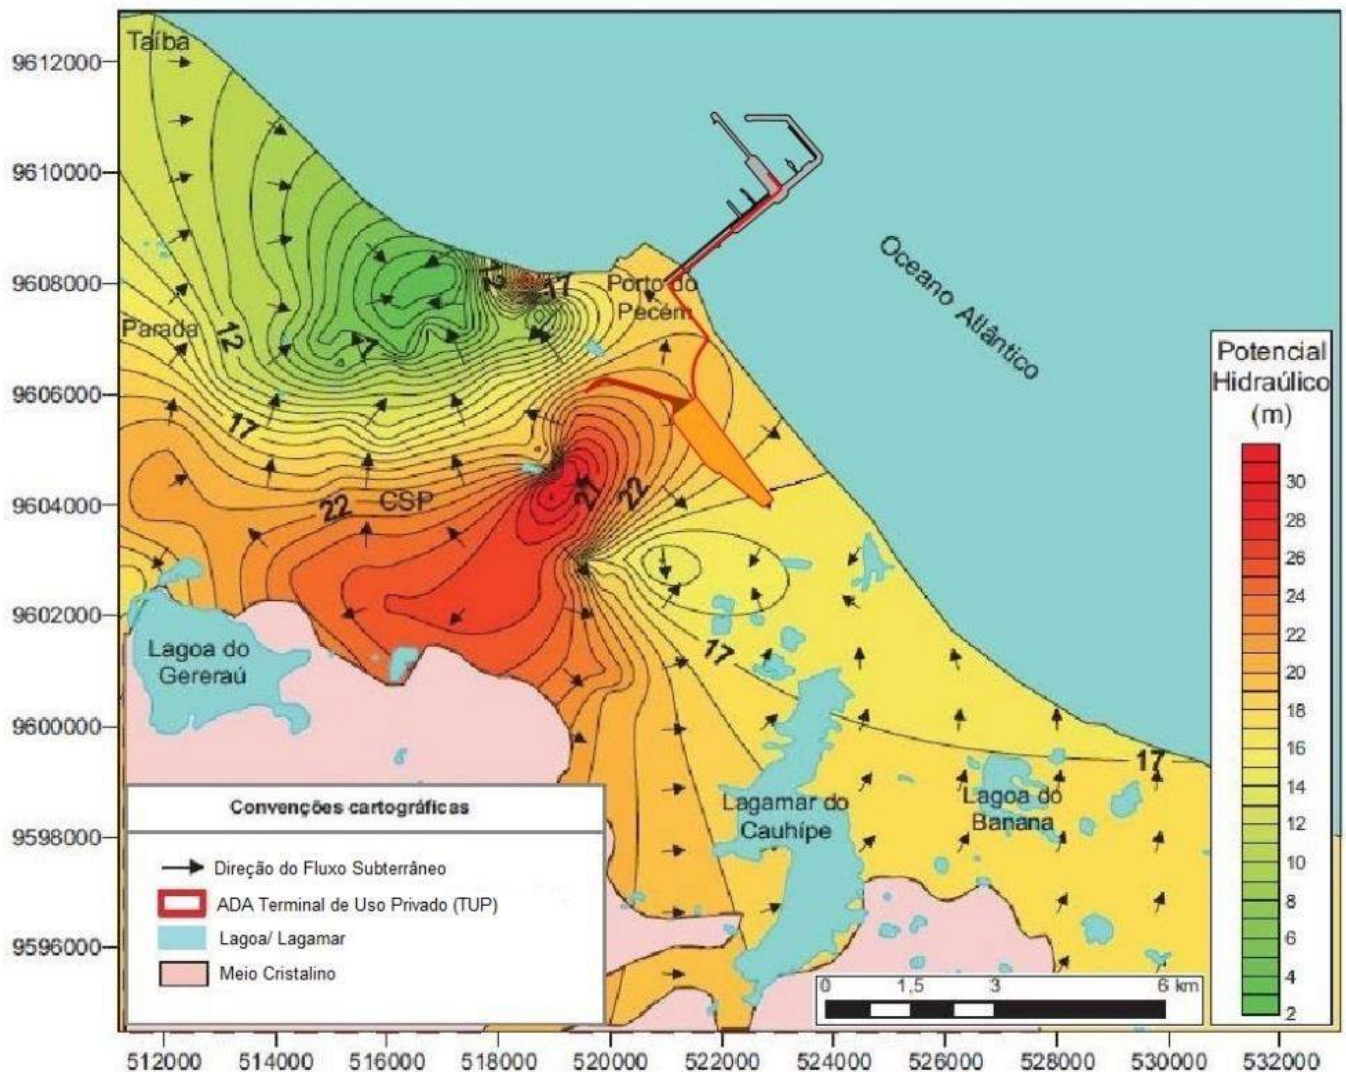 Taíba
9612000
9610000
9608000
9606000
9604000
9602000
9600000
9598000
9596000
Oceano Atlântico
12
17
Porto do
Pecém
Parada
12
7
17
22
CSP
27
22
17
17
Lagoa do
Gereraú
Lagamar do
Cauhípe
Lagoa do
Banana
Potencial
Hidraúlico
(m)
30
28
26
24
22
20
18
16
14
12
10
8
6
4
2
Convenções cartográficas
Direção do Fluxo Subterrâneo
ADA Terminal de Uso Privado (TUP)
Lagoa/ Lagamar
Meio Cristalino
0 1,5 3 6 km
512000 514000 516000 518000 520000 522000 524000 526000 528000 530000 532000